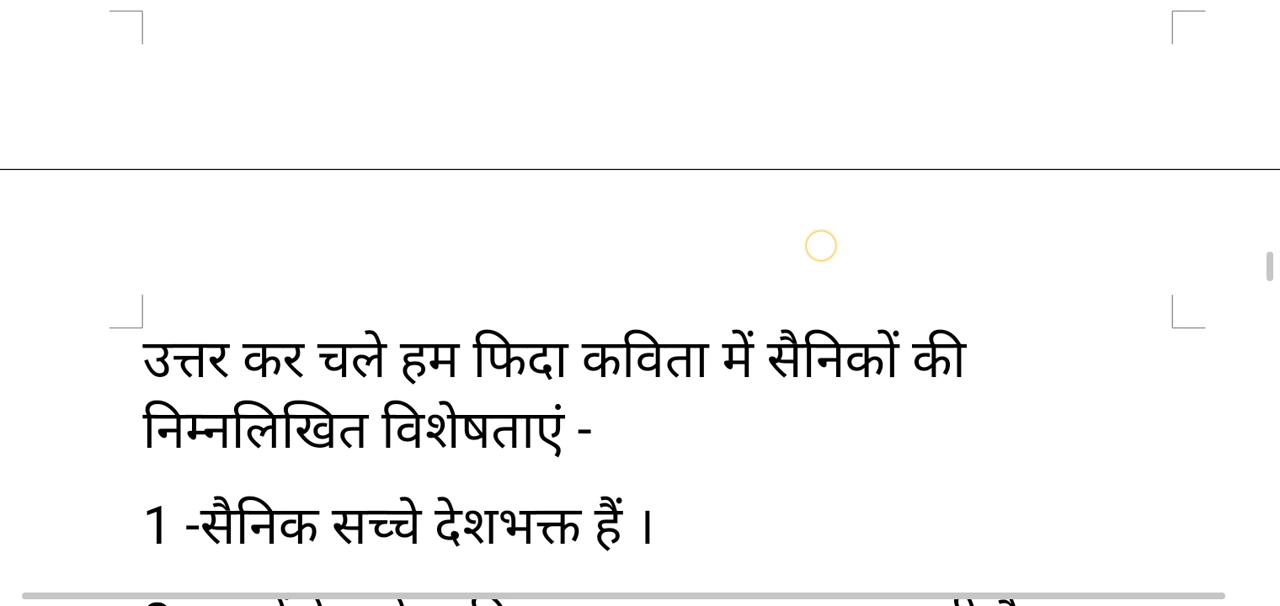 उत्तर कर चले हम फिदा कविता में सैनिकों की
निम्नलिखित विशेषताएं -
1 -सैनिक सच्चे देशभक्त हैं ।